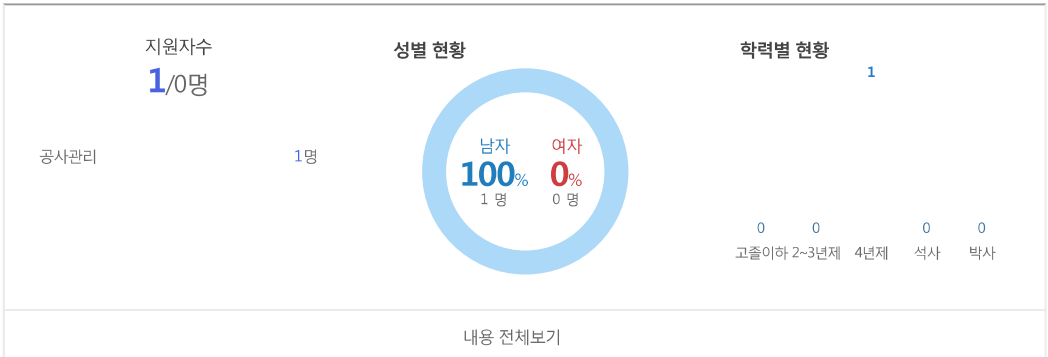 지원자수
1/0명
공사관리 1명
성별 현황
남자 여자
100% 0%
1 명 0 명
학력별 현황
1
0 0 0 0
고졸이하 2~3년제 4년제 석사 박사
내용 전체보기